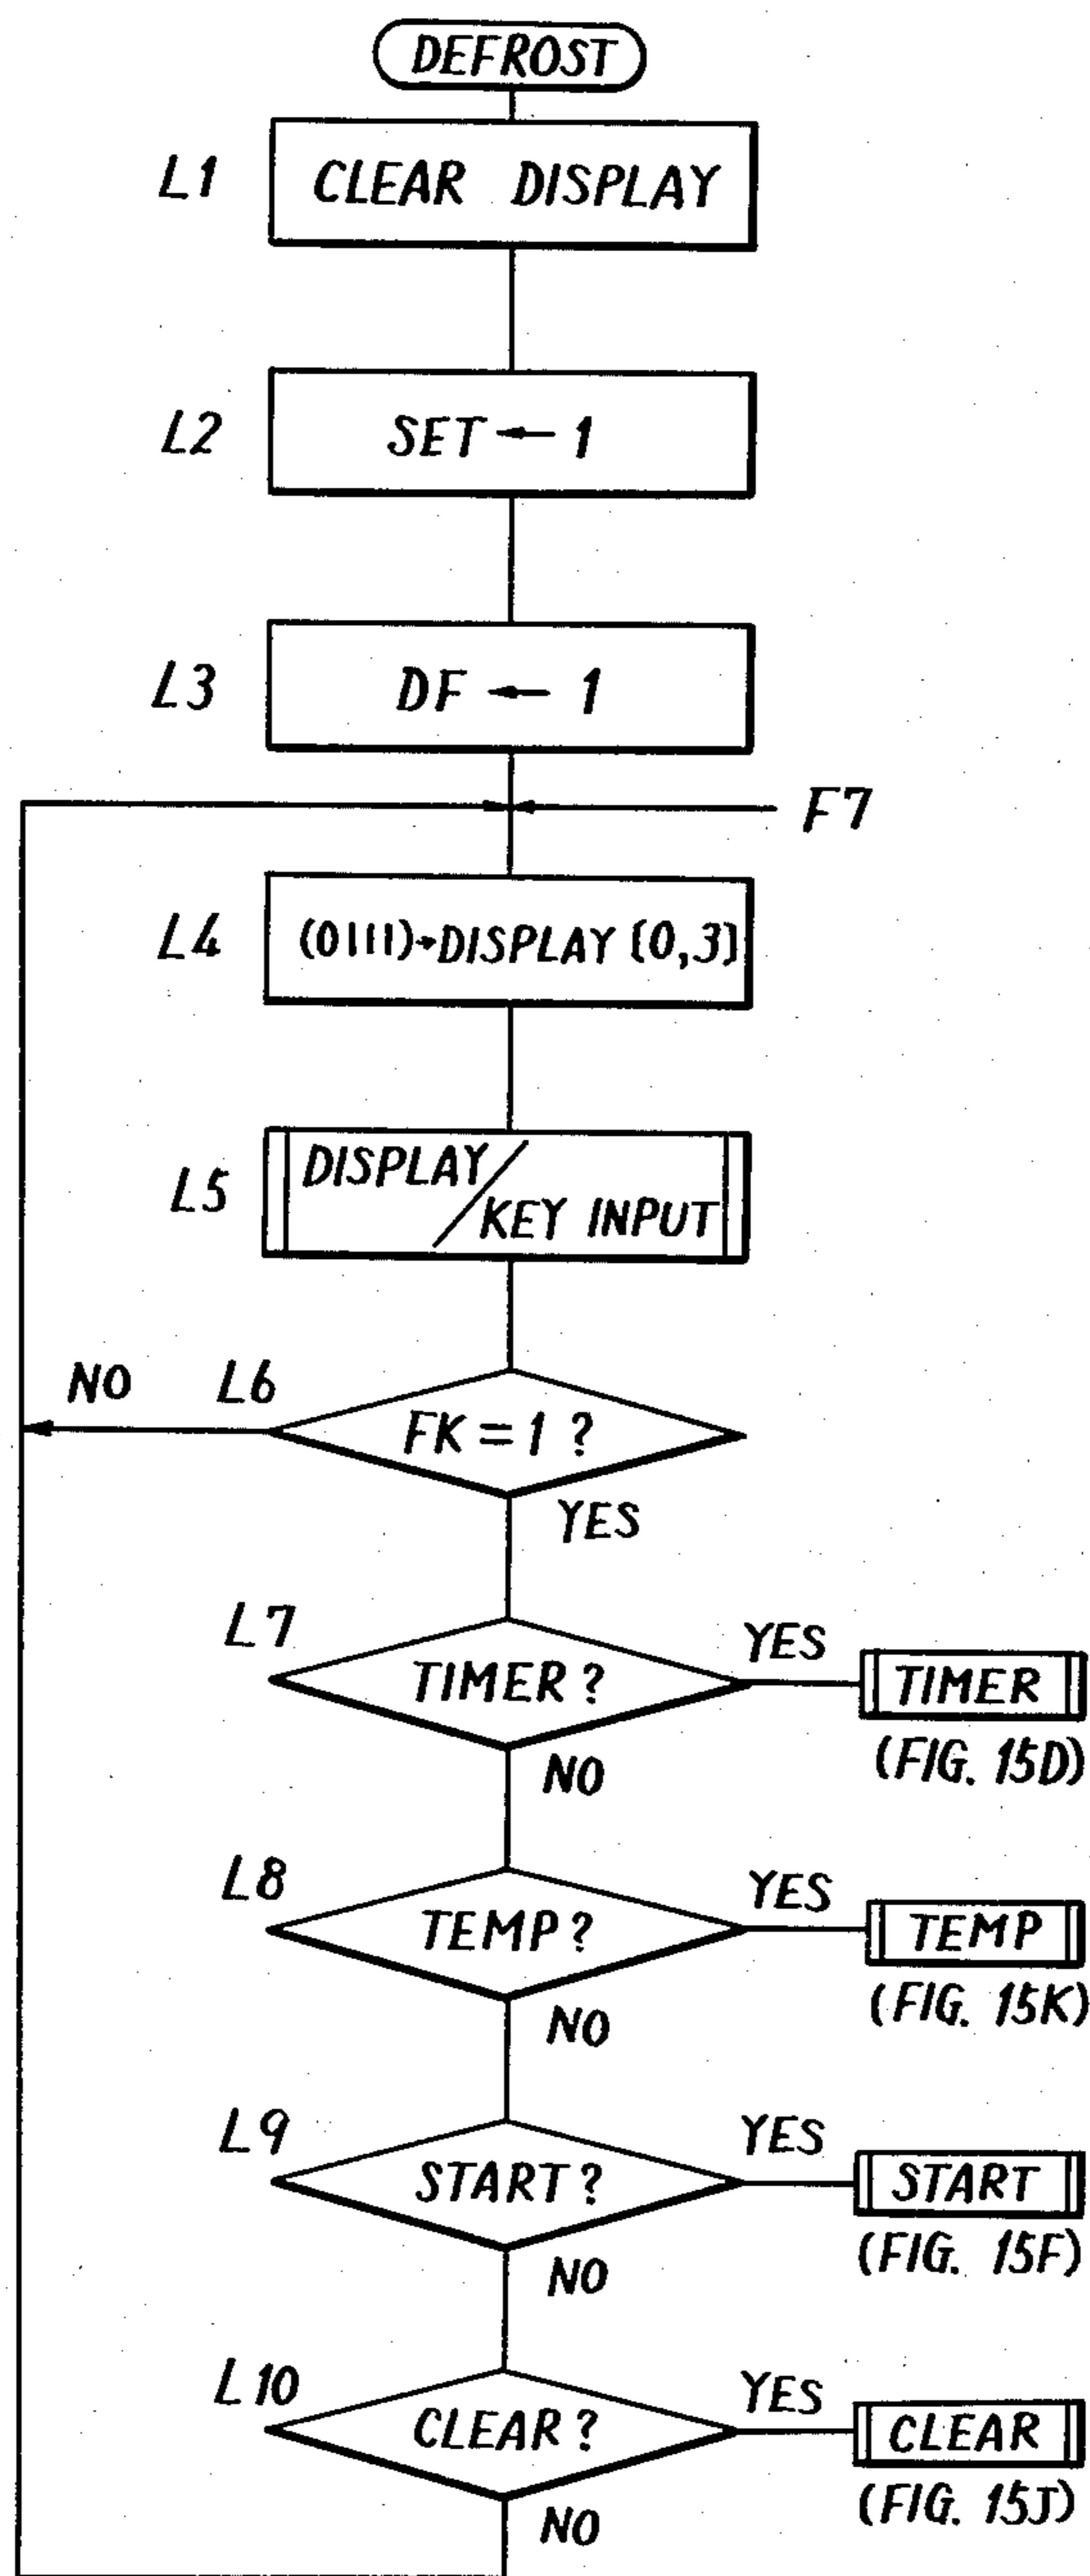 DEFROST
L1 CLEAR DISPLAY
L2 SET ← 1
L3 DF ← 1
F7
L4 (0111)→DISPLAY [0,3]
L5 DISPLAY / KEY INPUT
NO L6 FK = 1 ?
YES
L7 TIMER ? YES TIMER
(FIG. 15D)
NO
L8 TEMP ? YES TEMP
(FIG. 15K)
NO
L9 START ? YES START
(FIG. 15F)
NO
L10 CLEAR ? YES CLEAR
(FIG. 15J)
NO